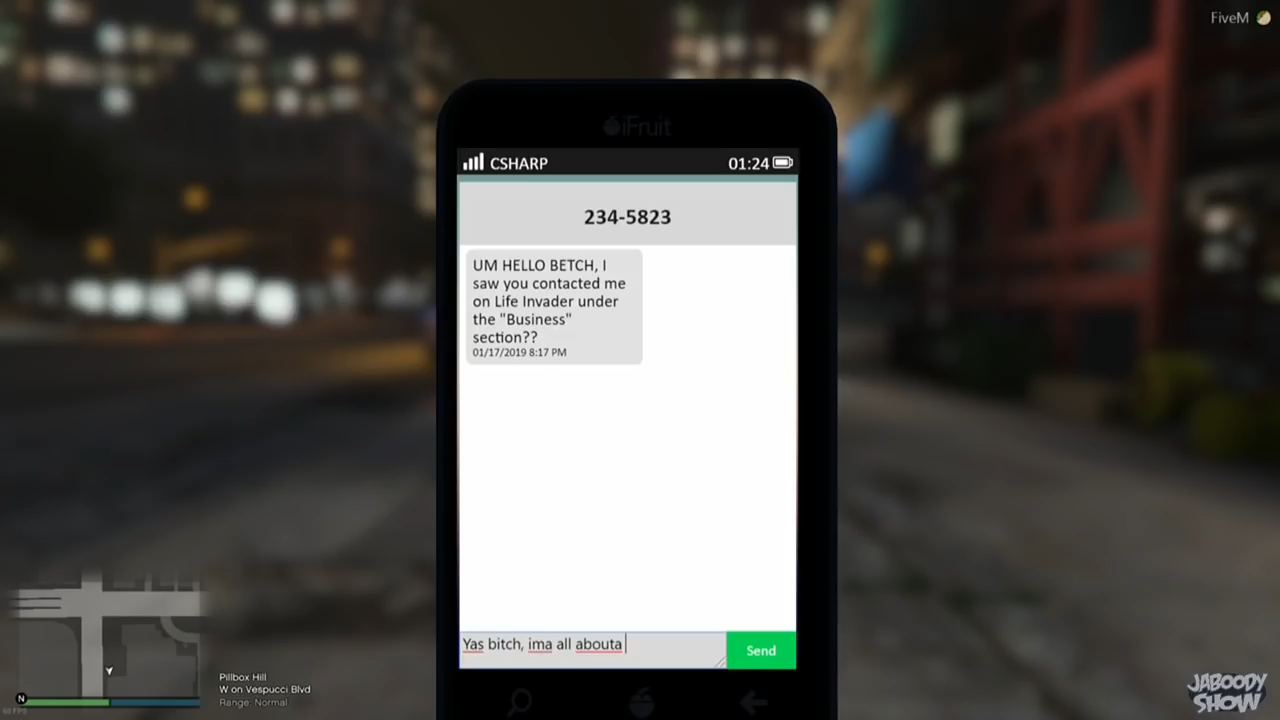 FiveM
iFruit
CSHARP
01:24
234-5823
UM HELLO BETCH, I
saw you contacted me
on Life Invader under
the "Business"
section??
01/17/2019 8:17 PM
Yas bitch, ima all abouta
Send
N
60 FPS
Pillbox Hill
W on Vespucci Blvd
Range: Normal
JABOODY
SHOW